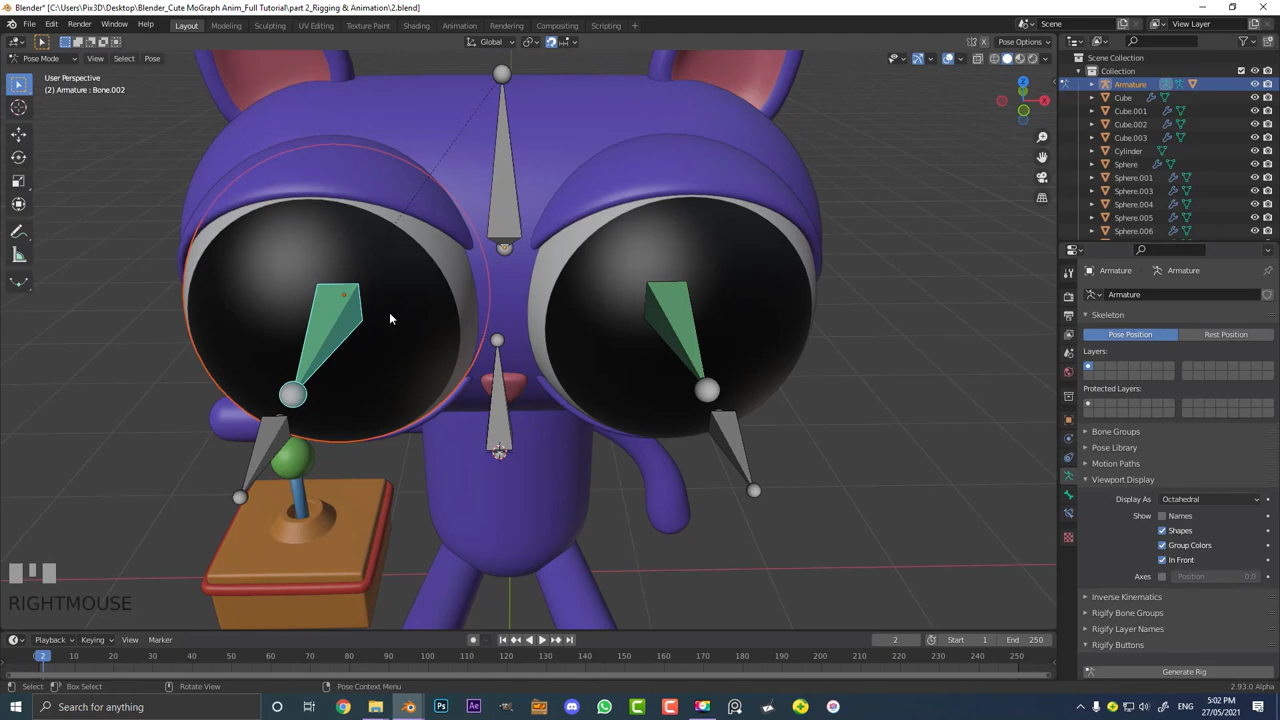 Blender* [C:\Users\Pix3D\Desktop\Blender_Cute MoGraph Anim_Full Tutorial\part 2_Rigging & Animation\2.blend]
File Edit Render Window Help Layout Modeling Sculpting UV Editing Texture Paint Shading Animation Rendering Compositing Scripting Scene View Layer
Global Pose Options
Pose Mode View Select Pose
User Perspective
(2) Armature : Bone.002
Scene Collection
Collection
Armature
Cube
Cube.001
Cube.002
Cube.003
Cylinder
Sphere
Sphere.001
Sphere.003
Sphere.004
Sphere.005
Sphere.006
Armature Armature
Armature
Skeleton
Pose Position Rest Position
Layers:
Protected Layers:
Bone Groups
Pose Library
Motion Paths
Viewport Display
Display As Octahedral
Show Names
Shapes
Group Colors
In Front
Axes Position 0.0
Inverse Kinematics
Rigify Bone Groups
Rigify Layer Names
Rigify Buttons
Generate Rig
RIGHTMOUSE
Playback Keying View Marker 2 Start 1 End 250
2 10 20 30 40 50 60 70 80 90 100 110 120 130 140 150 160 170 180 190 200 210 220 230 240 250
Select Box Select Rotate View Pose Context Menu 2.93.0 Alpha
Search for anything
5:02 PM
27/05/2021